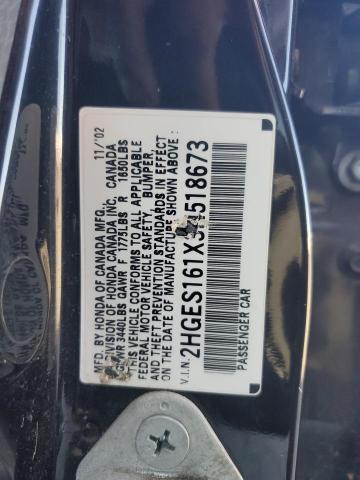 MFD. BY HONDA OF CANADA MFG. 11/02
A DIVISION OF HONDA CANADA INC. CANADA
GVWR 3440LBS GAWR F 1775LBS R 1650LBS
THIS VEHICLE CONFORMS TO ALL APPLICABLE
FEDERAL MOTOR VEHICLE SAFETY, BUMPER,
AND THEFT PREVENTION STANDARDS IN EFFECT
ON THE DATE OF MANUFACTURE SHOWN ABOVE:
V.I.N.
PASSENGER CAR